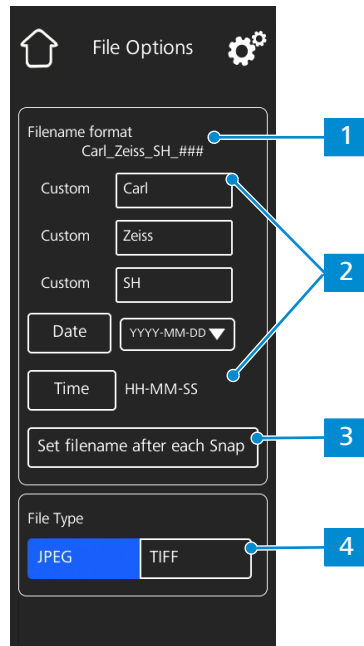 File Options
Filename format
Carl_Zeiss_SH_###
1
Custom Carl
Custom Zeiss
2
Custom SH
Date YYYY-MM-DD
Time HH-MM-SS
Set filename after each Snap
3
File Type
JPEG TIFF
4